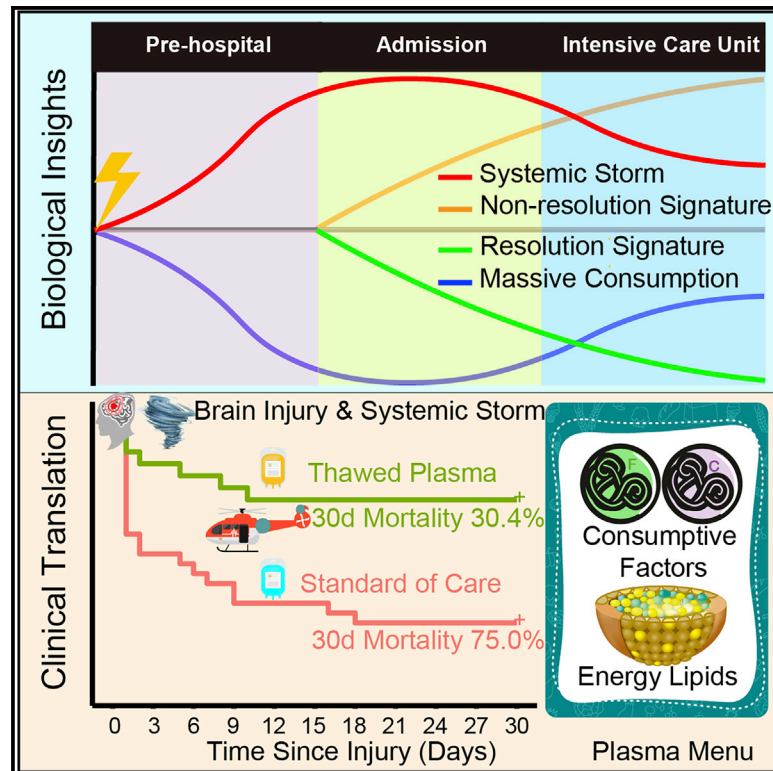 Pre-hospital Admission Intensive Care Unit
Biological Insights
Systemic Storm
Non-resolution Signature
Resolution Signature
Massive Consumption
Clinical Translation
Brain Injury & Systemic Storm
Thawed Plasma
30d Mortality 30.4%
Standard of Care
30d Mortality 75.0%
0 3 6 9 12 15 18 21 24 27 30
Time Since Injury (Days)
F C
Consumptive
Factors
Energy Lipids
Plasma Menu